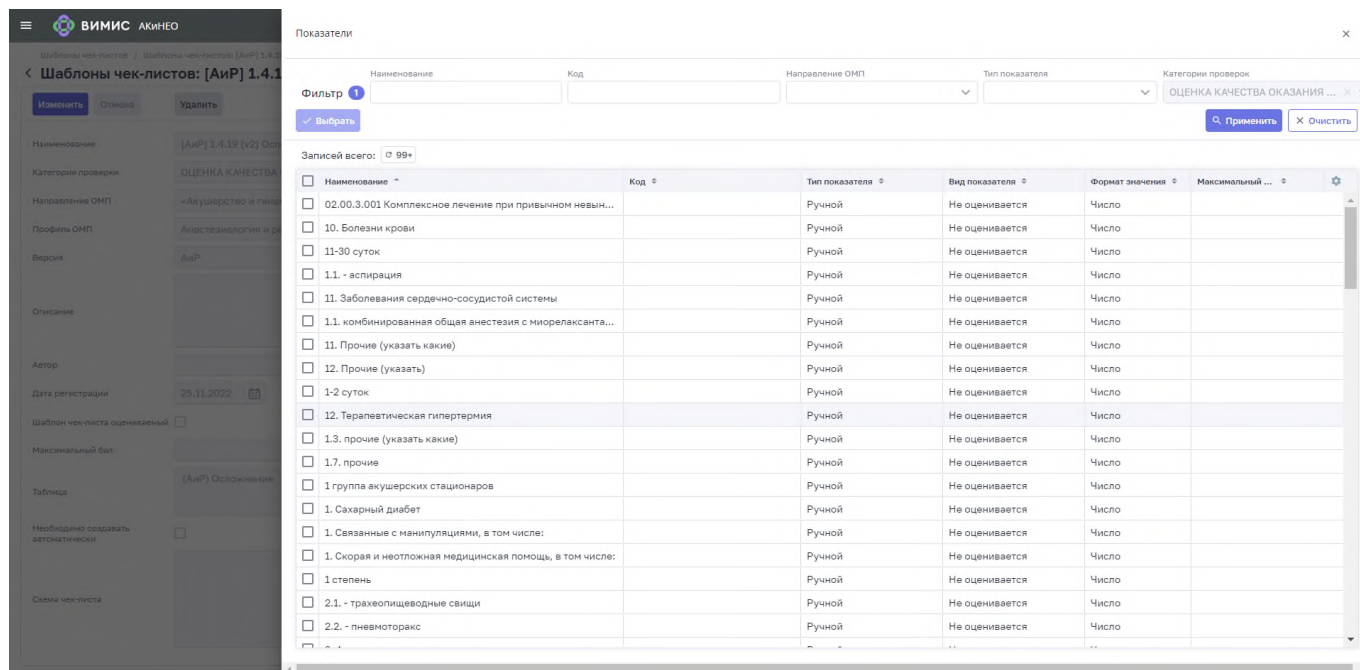 ВИМИС АКиНЕО
Шаблоны чек-листов / Шаблоны чек-листов: [АиР] 1.4.1
Шаблоны чек-листов: [АиР] 1.4.1
Изменить Отмена Удалить
Наименование [АиР] 1.4.19 (v2) Осл
Категория проверки ОЦЕНКА КАЧЕСТВА
Направление ОМП «Акушерство и гине
Профиль ОМП Анестезиология и ре
Версия АиР
Описание
Автор
Дата регистрации 25.11.2022
Шаблон чек-листа оцениваемый
Максимальный бал
Таблица (АиР) Осложнения
Необходимо создавать
автоматически
Схема чек-листа
Показатели
Фильтр 1 Наименование Код Направление ОМП Тип показателя Категории проверок
ОЦЕНКА КАЧЕСТВА ОКАЗАНИЯ ...
Выбрать Применить Очистить
Записей всего: 99+
Наименование Код Тип показателя Вид показателя Формат значения Максимальный ...
02.00.3.001 Комплексное лечение при привычном невын... Ручной Не оценивается Число
10. Болезни крови Ручной Не оценивается Число
11-30 суток Ручной Не оценивается Число
1.1. - аспирация Ручной Не оценивается Число
11. Заболевания сердечно-сосудистой системы Ручной Не оценивается Число
1.1. комбинированная общая анестезия с миорелаксанта... Ручной Не оценивается Число
11. Прочие (указать какие) Ручной Не оценивается Число
12. Прочие (указать) Ручной Не оценивается Число
1-2 суток Ручной Не оценивается Число
12. Терапевтическая гипертермия Ручной Не оценивается Число
1.3. прочие (указать какие) Ручной Не оценивается Число
1.7. прочие Ручной Не оценивается Число
1 группа акушерских стационаров Ручной Не оценивается Число
1. Сахарный диабет Ручной Не оценивается Число
1. Связанные с манипуляциями, в том числе: Ручной Не оценивается Число
1. Скорая и неотложная медицинская помощь, в том числе: Ручной Не оценивается Число
1 степень Ручной Не оценивается Число
2.1. - трахеопищеводные свищи Ручной Не оценивается Число
2.2. - пневмоторакс Ручной Не оценивается Число